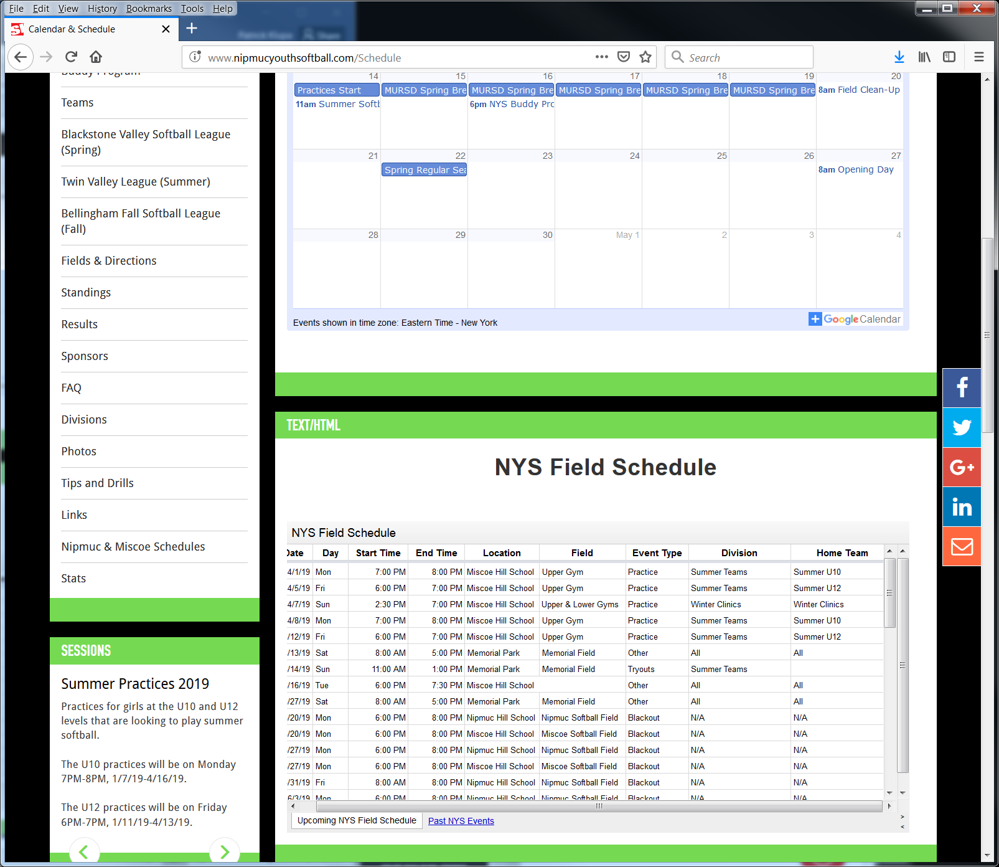 File Edit View History Bookmarks Tools Help
Calendar & Schedule
www.nipmucyouthsoftball.com/Schedule
Search
Buddy Program
Teams
Blackstone Valley Softball League
(Spring)
Twin Valley League (Summer)
Bellingham Fall Softball League
(Fall)
Fields & Directions
Standings
Results
Sponsors
FAQ
Divisions
Photos
Tips and Drills
Links
Nipmuc & Miscoe Schedules
Stats
SESSIONS
Summer Practices 2019
Practices for girls at the U10 and U12
levels that are looking to play summer
softball.
The U10 practices will be on Monday
7PM-8PM, 1/7/19-4/16/19.
The U12 practices will be on Friday
6PM-7PM, 1/11/19-4/13/19.
14 15 16 17 18 19 20
Practices Start MURSD Spring Bre MURSD Spring Bre MURSD Spring Bre MURSD Spring Bre MURSD Spring Bre 8am Field Clean-Up
11am Summer Softb 6pm NYS Buddy Pro
21 22 23 24 25 26 27
Spring Regular Sea 8am Opening Day
28 29 30 May 1 2 3 4
Events shown in time zone: Eastern Time - New York
Google Calendar
TEXT/HTML
NYS Field Schedule
NYS Field Schedule
Date Day Start Time End Time Location Field Event Type Division Home Team
4/1/19 Mon 7:00 PM 8:00 PM Miscoe Hill School Upper Gym Practice Summer Teams Summer U10
4/5/19 Fri 6:00 PM 7:00 PM Miscoe Hill School Upper Gym Practice Summer Teams Summer U12
4/7/19 Sun 2:30 PM 7:00 PM Miscoe Hill School Upper & Lower Gyms Practice Winter Clinics Winter Clinics
4/8/19 Mon 7:00 PM 8:00 PM Miscoe Hill School Upper Gym Practice Summer Teams Summer U10
/12/19 Fri 6:00 PM 7:00 PM Miscoe Hill School Upper Gym Practice Summer Teams Summer U12
/13/19 Sat 8:00 AM 5:00 PM Memorial Park Memorial Field Other All All
/14/19 Sun 11:00 AM 1:00 PM Memorial Park Memorial Field Tryouts Summer Teams
/16/19 Tue 6:00 PM 7:30 PM Miscoe Hill School Other All All
/27/19 Sat 8:00 AM 5:00 PM Memorial Park Memorial Field Other All All
/20/19 Mon 6:00 PM 8:00 PM Nipmuc Hill School Nipmuc Softball Field Blackout N/A N/A
/20/19 Mon 6:00 PM 8:00 PM Miscoe Hill School Miscoe Softball Field Blackout N/A N/A
/27/19 Mon 6:00 PM 8:00 PM Nipmuc Hill School Nipmuc Softball Field Blackout N/A N/A
/27/19 Mon 6:00 PM 8:00 PM Miscoe Hill School Miscoe Softball Field Blackout N/A N/A
/31/19 Fri 8:00 AM 8:00 PM Nipmuc Hill School Nipmuc Softball Field Blackout N/A N/A
6/3/19 Mon 6:00 PM 8:00 PM Nipmuc Hill School Nipmuc Softball Field Blackout N/A N/A
Upcoming NYS Field Schedule Past NYS Events